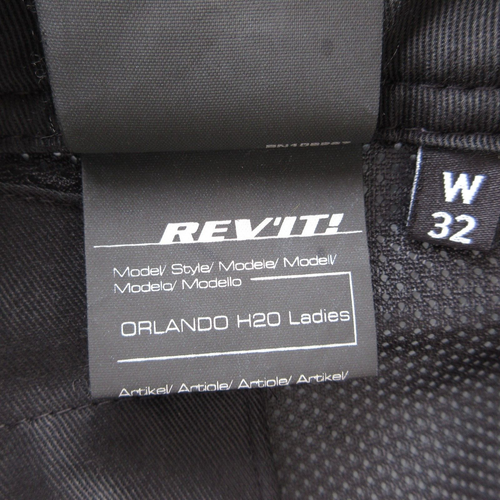 REV'IT!
Model/ Style/ Modele/ Modell/
Modelo/ Modello
ORLANDO H20 Ladies
Artikel/ Article/ Article/ Artikel/
W
32